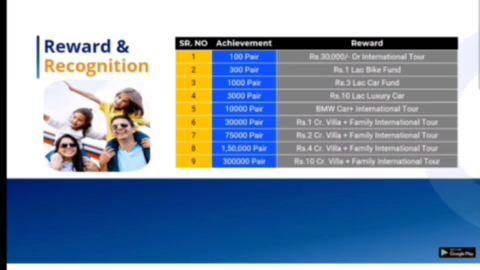 Reward &
Recognition
SR. NO Achievement Reward
1 100 Pair Rs.30,000/- Or International Tour
2 300 Pair Rs.1 Lac Bike Fund
3 1000 Pair Rs.3 Lac Car Fund
4 3000 Pair Rs.10 Lac Luxury Car
5 10000 Pair BMW Car+ International Tour
6 30000 Pair Rs.1 Cr. Villa + Family International Tour
7 75000 Pair Rs.2 Cr. Villa + Family International Tour
8 1,50,000 Pair Rs.4 Cr. Villa + Family International Tour
9 300000 Pair Rs.10 Cr. Villa + Family International Tour
Google Play